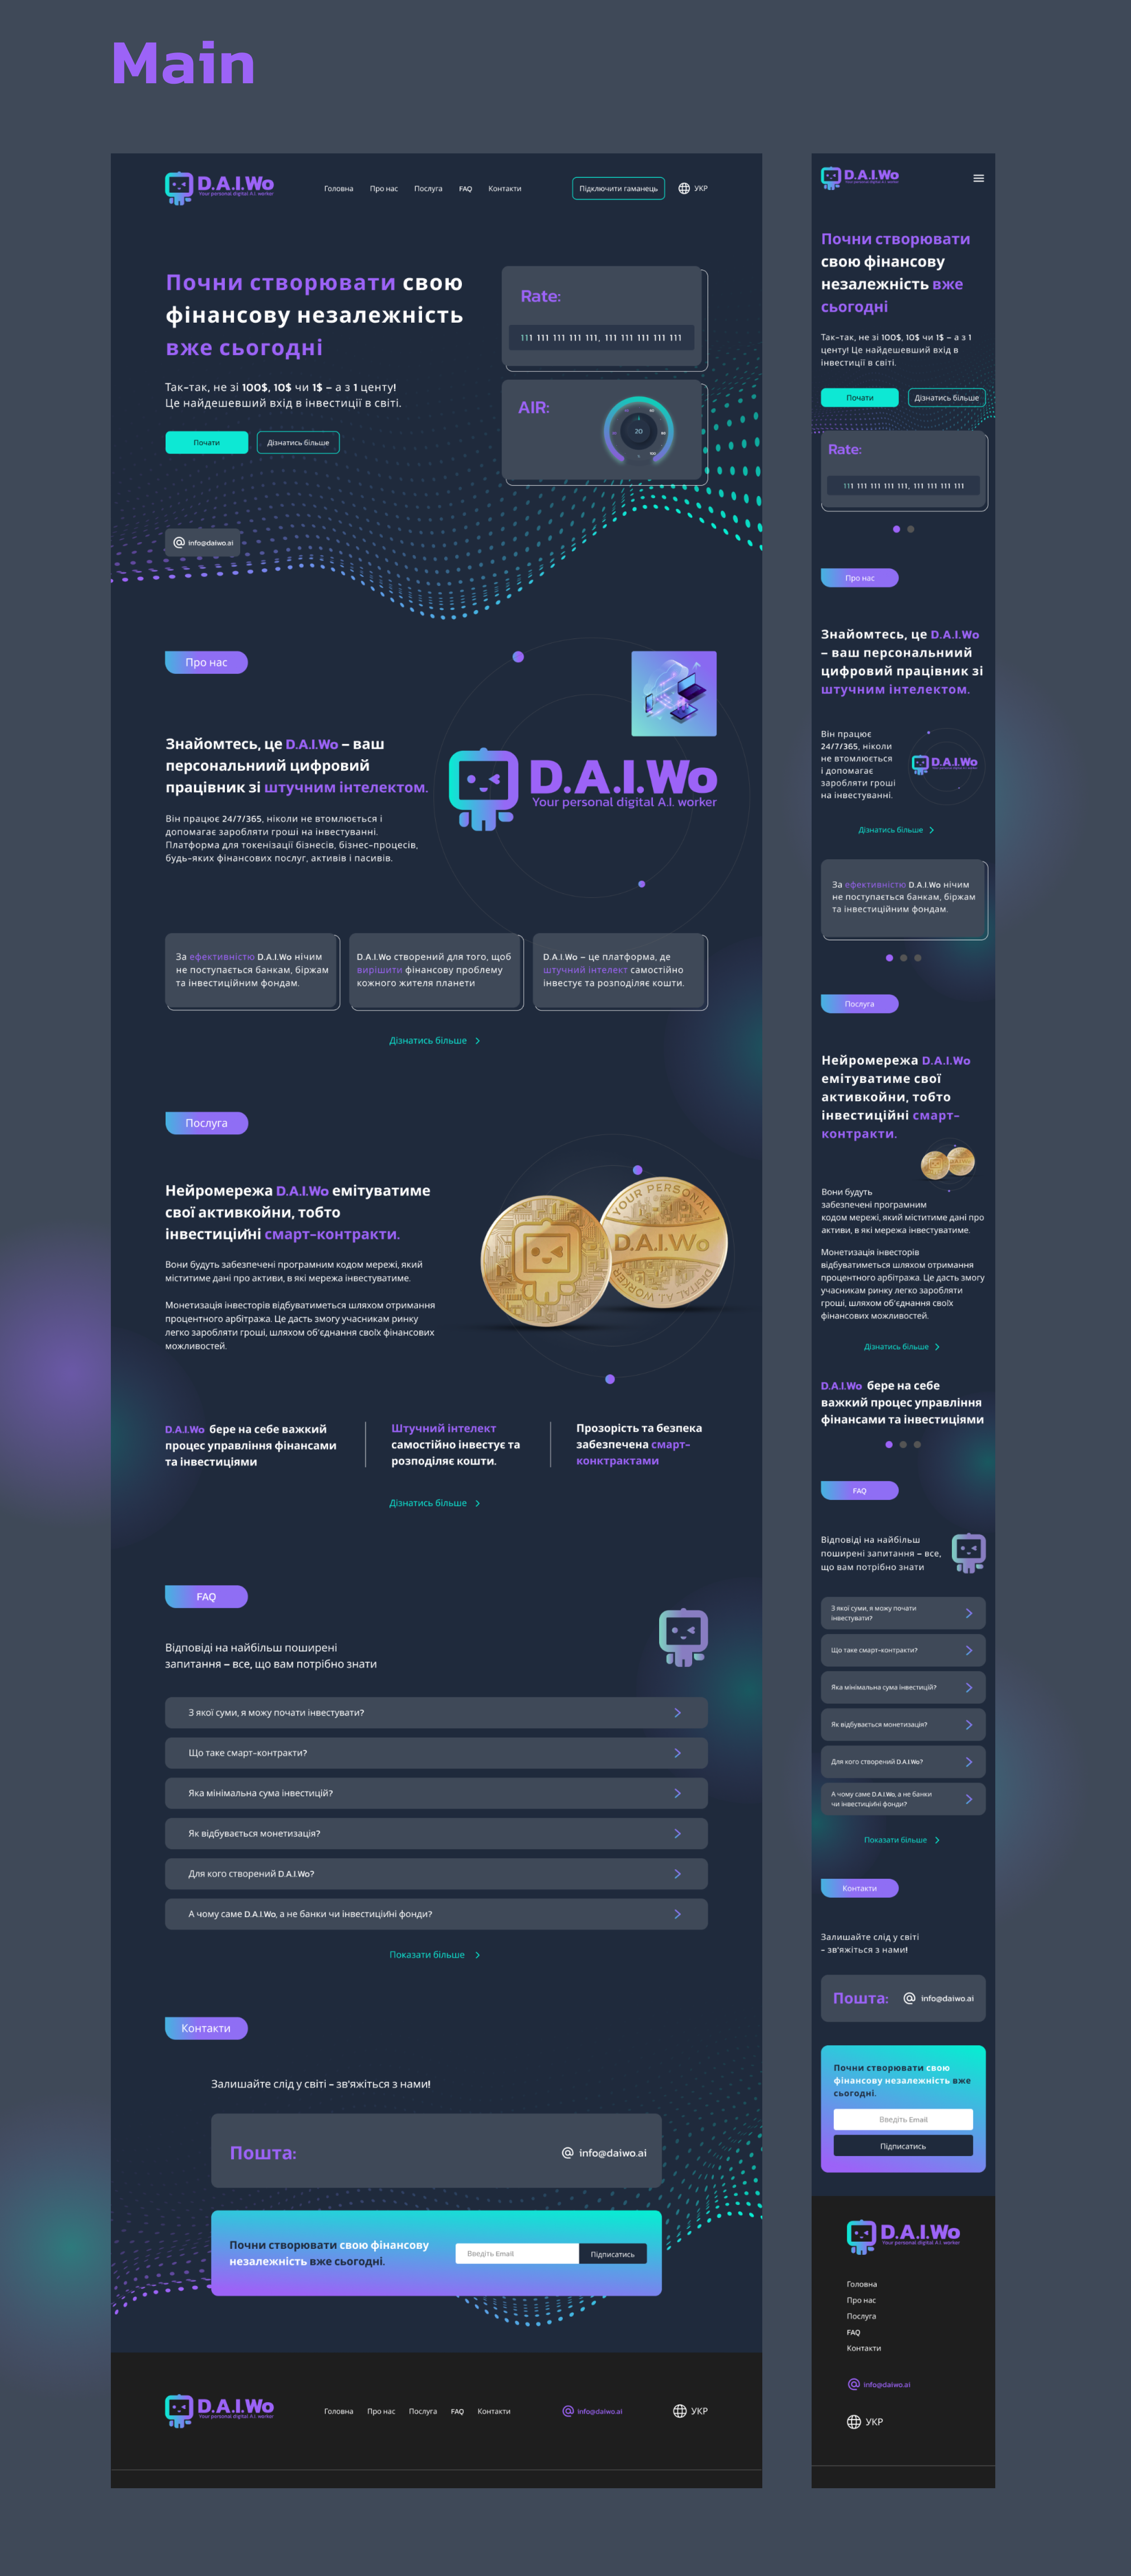 Main
D.A.I.Wo
Your personal digital A.I. worker
Головна Про нас Послуга FAQ Контакти
Підключити гаманець
УКР
Почни створювати свою
фінансову незалежність
вже сьогодні
Так-так, не зі 100$, 10$ чи 1$ – а з 1 центу!
Це найдешевший вхід в інвестиції в світі.
Почати
Дізнатись більше
Rate:
111 111 111 111 111, 111 111 111 111 111
AIR:
20
info@daiwo.ai
Про нас
Знайомтесь, це D.A.I.Wo – ваш
персональниий цифровий
працівник зі штучним інтелектом.
Він працює 24/7/365, ніколи не втомлюється і
допомагає заробляти гроші на інвестуванні.
Платформа для токенізації бізнесів, бізнес-процесів,
будь-яких фінансових послуг, активів і пасивів.
D.A.I.Wo
Your personal digital A.I. worker
За ефективністю D.A.I.Wo нічим
не поступається банкам, біржам
та інвестиційним фондам.
D.A.I.Wo створений для того, щоб
вирішити фінансову проблему
кожного жителя планети
D.A.I.Wo – це платформа, де
штучний інтелект самостійно
інвестує та розподіляє кошти.
Дізнатись більше
Послуга
Нейромережа D.A.I.Wo емітуватиме
свої активкойни, тобто
інвестиційні смарт-контракти.
Вони будуть забезпечені програмним кодом мережі, який
міститиме дані про активи, в які мережа інвестуватиме.
Монетизація інвесторів відбуватиметься шляхом отримання
процентного арбітража. Це дасть змогу учасникам ринку
легко заробляти гроші, шляхом об'єднання своїх фінансових
можливостей.
YOUR PERSONAL
D.A.I.Wo
DIGITAL A.I. WORKER
D.A.I.Wo бере на себе важкий
процес управління фінансами
та інвестиціями
Штучний інтелект
самостійно інвестує та
розподіляє кошти.
Прозорість та безпека
забезпечена смарт-
конктрактами
Дізнатись більше
FAQ
Відповіді на найбільш поширені
запитання – все, що вам потрібно знати
З якої суми, я можу почати інвестувати?
Що таке смарт-контракти?
Яка мінімальна сума інвестицій?
Як відбувається монетизація?
Для кого створений D.A.I.Wo?
А чому саме D.A.I.Wo, а не банки чи інвестиційні фонди?
Показати більше
Контакти
Залишайте слід у світі – зв'яжіться з нами!
Пошта:
info@daiwo.ai
Почни створювати свою фінансову
незалежність вже сьогодні.
Введіть Email
Підписатись
D.A.I.Wo
Your personal digital A.I. worker
Головна Про нас Послуга FAQ Контакти
info@daiwo.ai
УКР
D.A.I.Wo
Your personal digital A.I. worker
Почни створювати
свою фінансову
незалежність вже
сьогодні
Так-так, не зі 100$, 10$ чи 1$ – а з 1
центу! Це найдешевший вхід в
інвестиції в світі.
Почати
Дізнатись більше
Rate:
111 111 111 111 111, 111 111 111 111
Про нас
Знайомтесь, це D.A.I.Wo
– ваш персональниий
цифровий працівник зі
штучним інтелектом.
Він працює
24/7/365, ніколи
не втомлюється
і допомагає
заробляти гроші
на інвестуванні.
D.A.I.Wo
Дізнатись більше
За ефективністю D.A.I.Wo нічим
не поступається банкам, біржам
та інвестиційним фондам.
Послуга
Нейромережа D.A.I.Wo
емітуватиме свої
активкойни, тобто
інвестиційні смарт-
контракти.
Вони будуть
забезпечені програмним
кодом мережі, який міститиме дані про
активи, в які мережа інвестуватиме.
Монетизація інвесторів
відбуватиметься шляхом отримання
процентного арбітража. Це дасть змогу
учасникам ринку легко заробляти
гроші, шляхом об'єднання своїх
фінансових можливостей.
Дізнатись більше
D.A.I.Wo бере на себе
важкий процес управління
фінансами та інвестиціями
FAQ
Відповіді на найбільш
поширені запитання – все,
що вам потрібно знати
З якої суми, я можу почати
інвестувати?
Що таке смарт-контракти?
Яка мінімальна сума інвестицій?
Як відбувається монетизація?
Для кого створений D.A.I.Wo?
А чому саме D.A.I.Wo, а не банки
чи інвестиційні фонди?
Показати більше
Контакти
Залишайте слід у світі
– зв'яжіться з нами!
Пошта:
info@daiwo.ai
Почни створювати свою
фінансову незалежність вже
сьогодні.
Введіть Email
Підписатись
D.A.I.Wo
Your personal digital A.I. worker
Головна
Про нас
Послуга
FAQ
Контакти
info@daiwo.ai
УКР